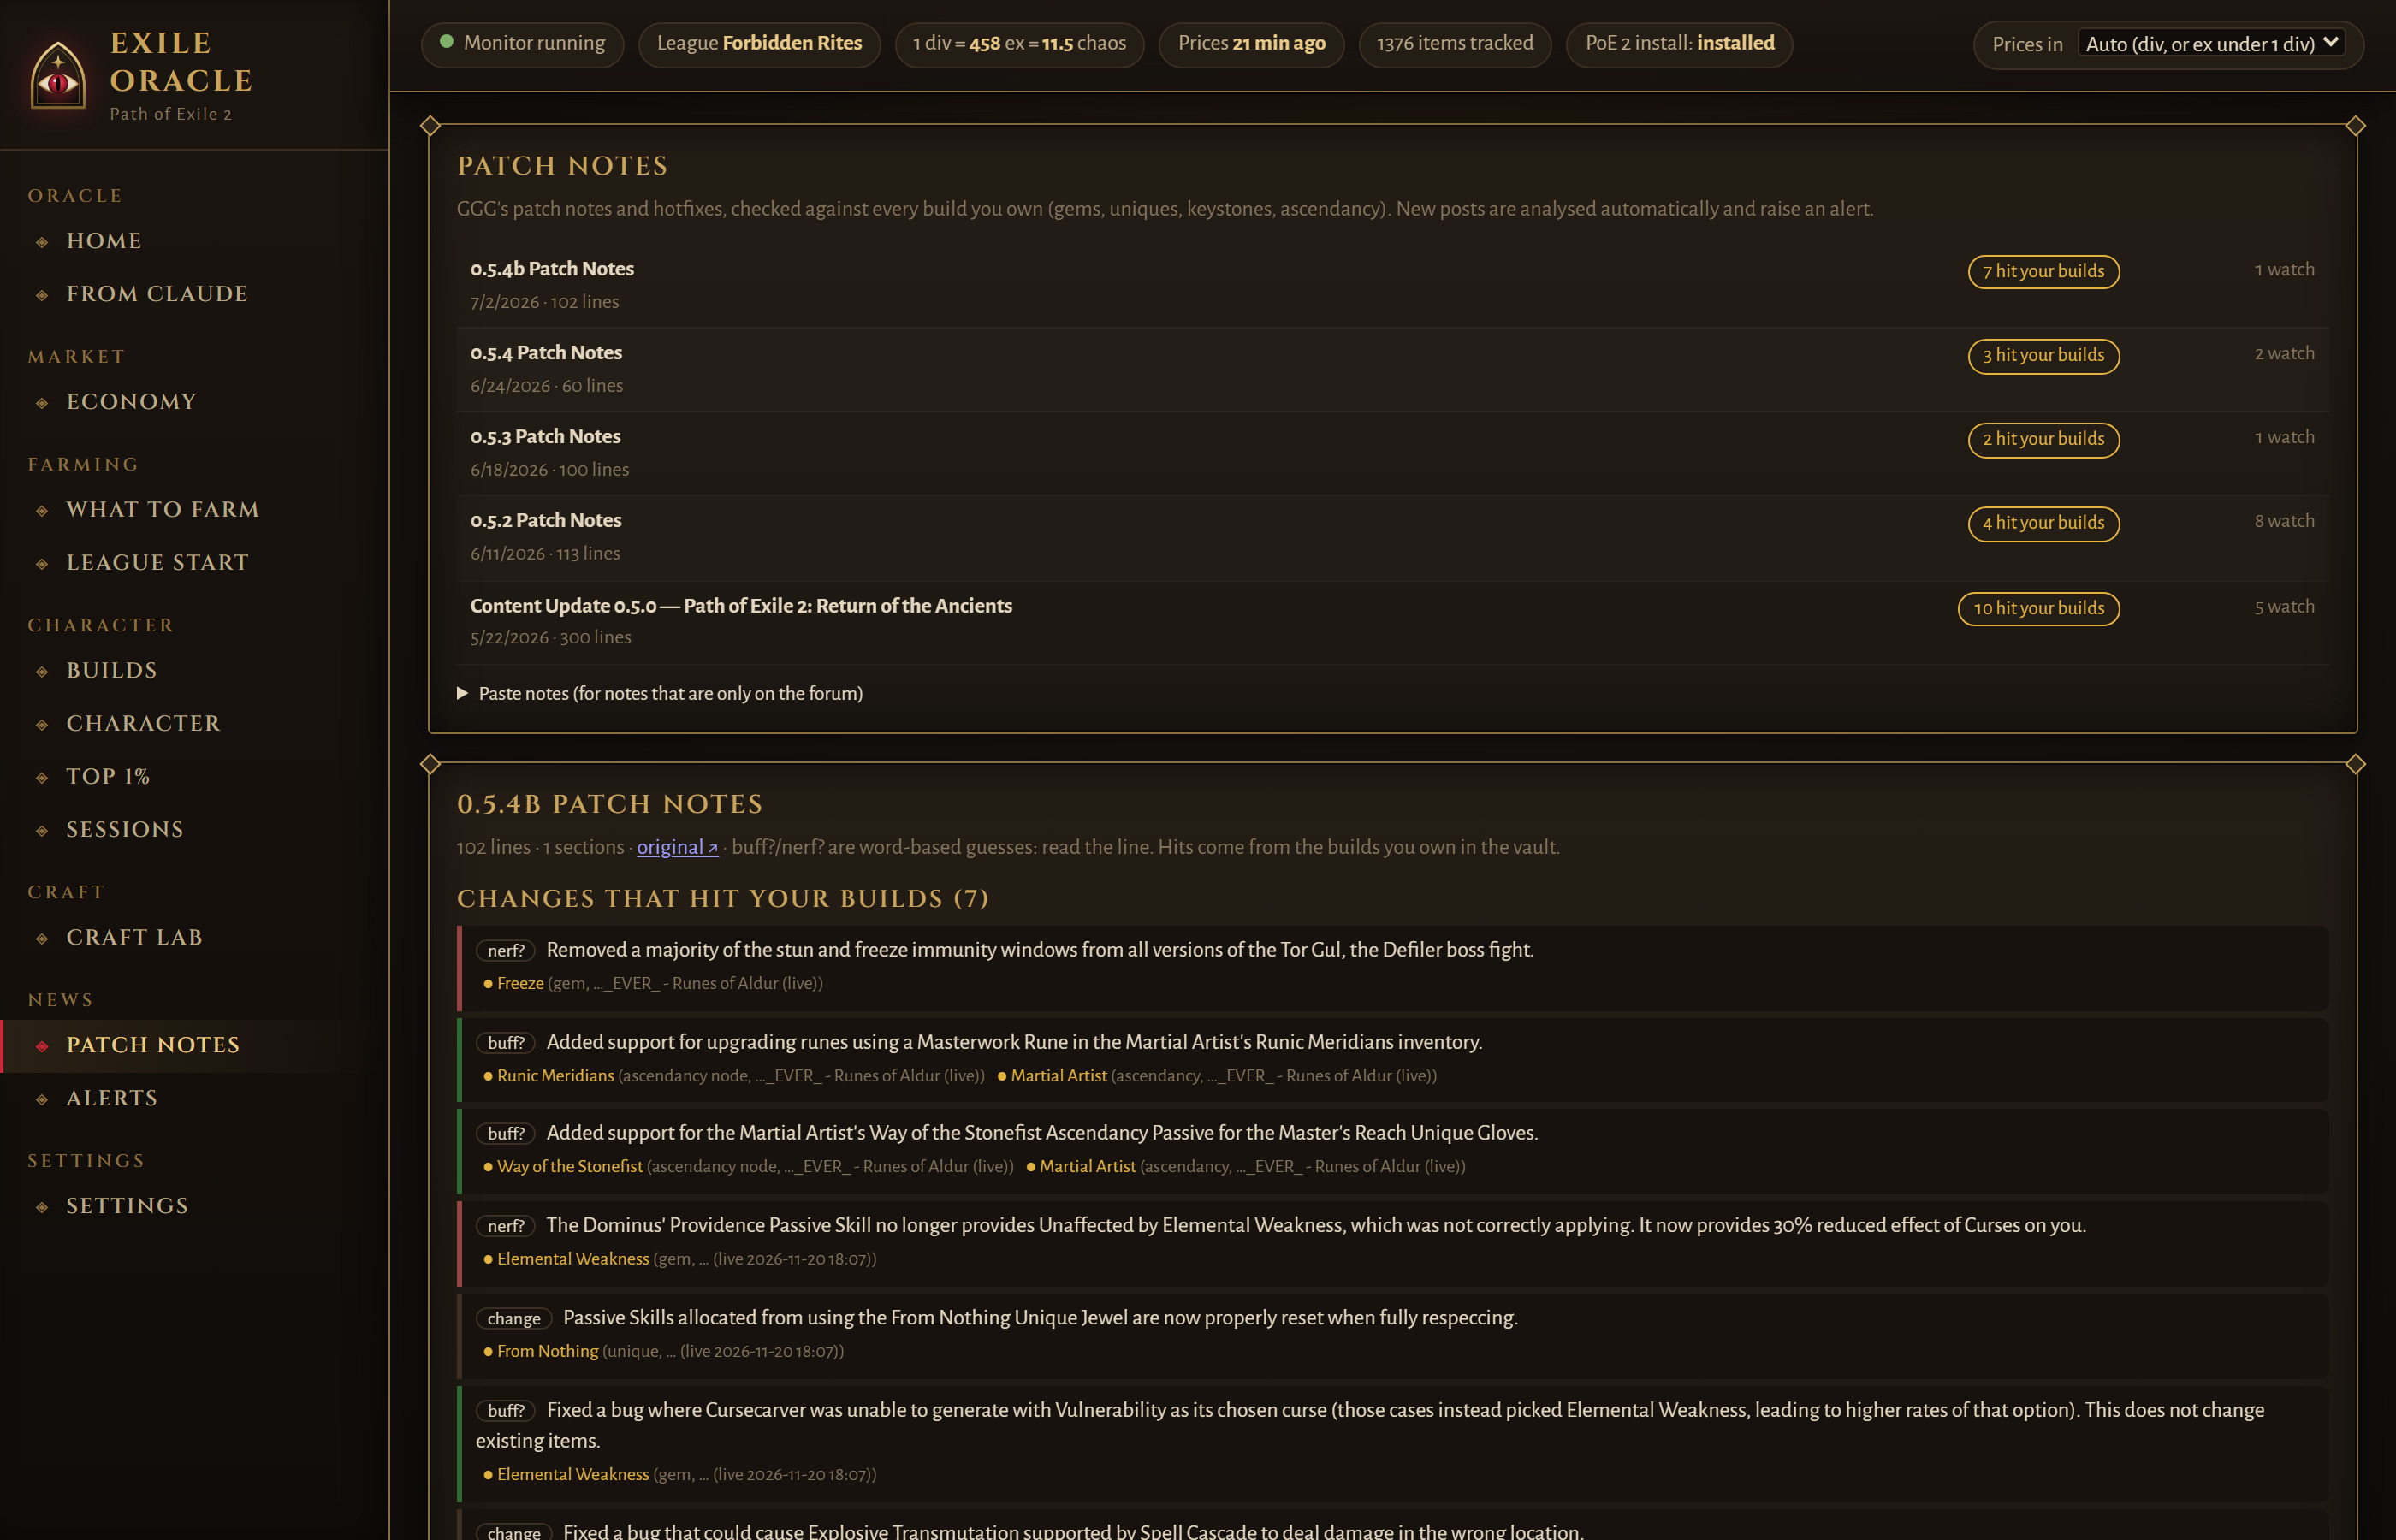 EXILE
ORACLE
Path of Exile 2
ORACLE
HOME
FROM CLAUDE
MARKET
ECONOMY
FARMING
WHAT TO FARM
LEAGUE START
CHARACTER
BUILDS
CHARACTER
TOP 1%
SESSIONS
CRAFT
CRAFT LAB
NEWS
PATCH NOTES
ALERTS
SETTINGS
SETTINGS
Monitor running
League Forbidden Rites
1 div = 458 ex = 11.5 chaos
Prices 21 min ago
1376 items tracked
PoE 2 install: installed
Prices in Auto (div, or ex under 1 div)
PATCH NOTES
GGG's patch notes and hotfixes, checked against every build you own (gems, uniques, keystones, ascendancy). New posts are analysed automatically and raise an alert.
0.5.4b Patch Notes 7 hit your builds 1 watch
7/2/2026 · 102 lines
0.5.4 Patch Notes 3 hit your builds 2 watch
6/24/2026 · 60 lines
0.5.3 Patch Notes 2 hit your builds 1 watch
6/18/2026 · 100 lines
0.5.2 Patch Notes 4 hit your builds 8 watch
6/11/2026 · 113 lines
Content Update 0.5.0 — Path of Exile 2: Return of the Ancients 10 hit your builds 5 watch
5/22/2026 · 300 lines
Paste notes (for notes that are only on the forum)
0.5.4B PATCH NOTES
102 lines · 1 sections · original ↗ · buff?/nerf? are word-based guesses: read the line. Hits come from the builds you own in the vault.
CHANGES THAT HIT YOUR BUILDS (7)
nerf? Removed a majority of the stun and freeze immunity windows from all versions of the Tor Gul, the Defiler boss fight.
Freeze (gem, ..._EVER_ - Runes of Aldur (live))
buff? Added support for upgrading runes using a Masterwork Rune in the Martial Artist's Runic Meridians inventory.
Runic Meridians (ascendancy node, ..._EVER_ - Runes of Aldur (live)) Martial Artist (ascendancy, ..._EVER_ - Runes of Aldur (live))
buff? Added support for the Martial Artist's Way of the Stonefist Ascendancy Passive for the Master's Reach Unique Gloves.
Way of the Stonefist (ascendancy node, ..._EVER_ - Runes of Aldur (live)) Martial Artist (ascendancy, ..._EVER_ - Runes of Aldur (live))
nerf? The Dominus' Providence Passive Skill no longer provides Unaffected by Elemental Weakness, which was not correctly applying. It now provides 30% reduced effect of Curses on you.
Elemental Weakness (gem, ... (live 2026-11-20 18:07))
change Passive Skills allocated from using the From Nothing Unique Jewel are now properly reset when fully respeccing.
From Nothing (unique, ... (live 2026-11-20 18:07))
buff? Fixed a bug where Cursecarver was unable to generate with Vulnerability as its chosen curse (those cases instead picked Elemental Weakness, leading to higher rates of that option). This does not change
existing items.
Elemental Weakness (gem, ... (live 2026-11-20 18:07))
change Fixed a bug that could cause Explosive Transmutation supported by Spell Cascade to deal damage in the wrong location.